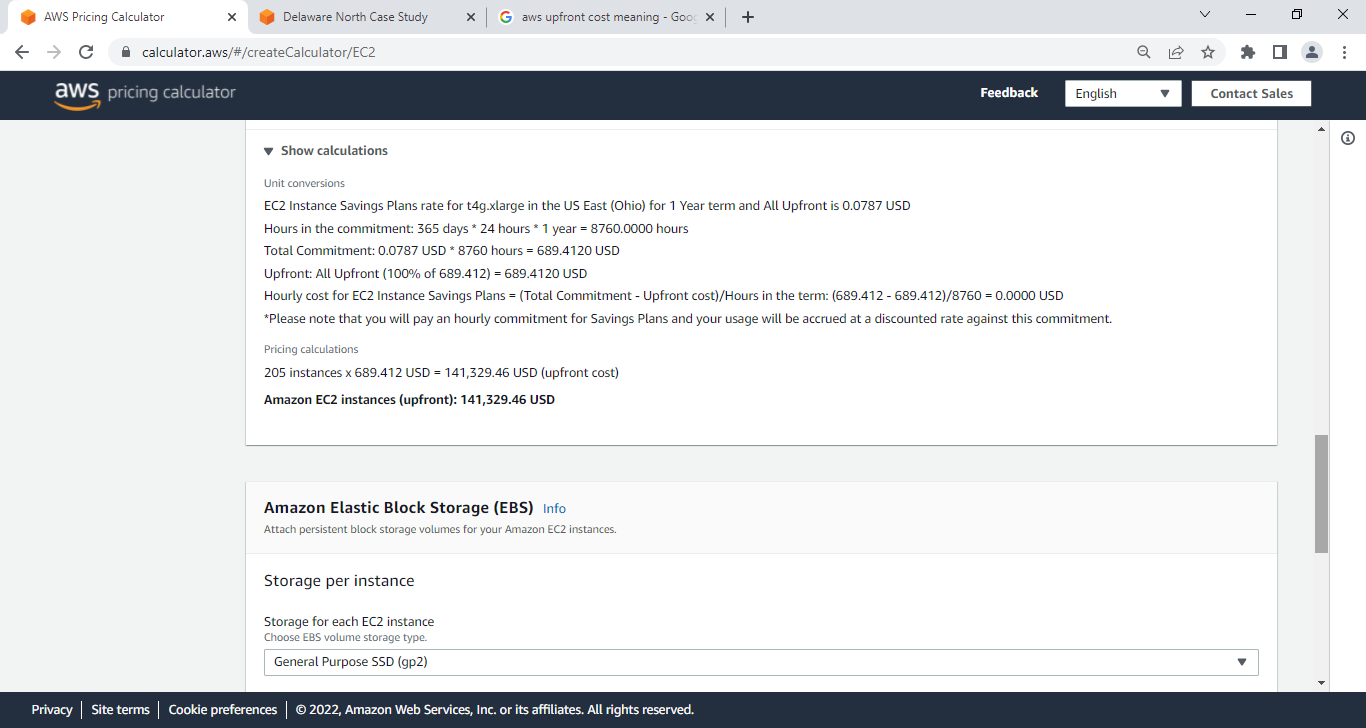 AWS Pricing Calculator
Delaware North Case Study
aws upfront cost meaning - Goo
calculator.aws/#/createCalculator/EC2
aws pricing calculator
Feedback
English
Contact Sales
Show calculations
Unit conversions
EC2 Instance Savings Plans rate for t4g.xlarge in the US East (Ohio) for 1 Year term and All Upfront is 0.0787 USD
Hours in the commitment: 365 days * 24 hours * 1 year = 8760.0000 hours
Total Commitment: 0.0787 USD * 8760 hours = 689.4120 USD
Upfront: All Upfront (100% of 689.412) = 689.4120 USD
Hourly cost for EC2 Instance Savings Plans = (Total Commitment - Upfront cost)/Hours in the term: (689.412 - 689.412)/8760 = 0.0000 USD
*Please note that you will pay an hourly commitment for Savings Plans and your usage will be accrued at a discounted rate against this commitment.
Pricing calculations
205 instances x 689.412 USD = 141,329.46 USD (upfront cost)
Amazon EC2 instances (upfront): 141,329.46 USD
Amazon Elastic Block Storage (EBS) Info
Attach persistent block storage volumes for your Amazon EC2 instances.
Storage per instance
Storage for each EC2 instance
Choose EBS volume storage type.
General Purpose SSD (gp2)
Privacy | Site terms | Cookie preferences | © 2022, Amazon Web Services, Inc. or its affiliates. All rights reserved.